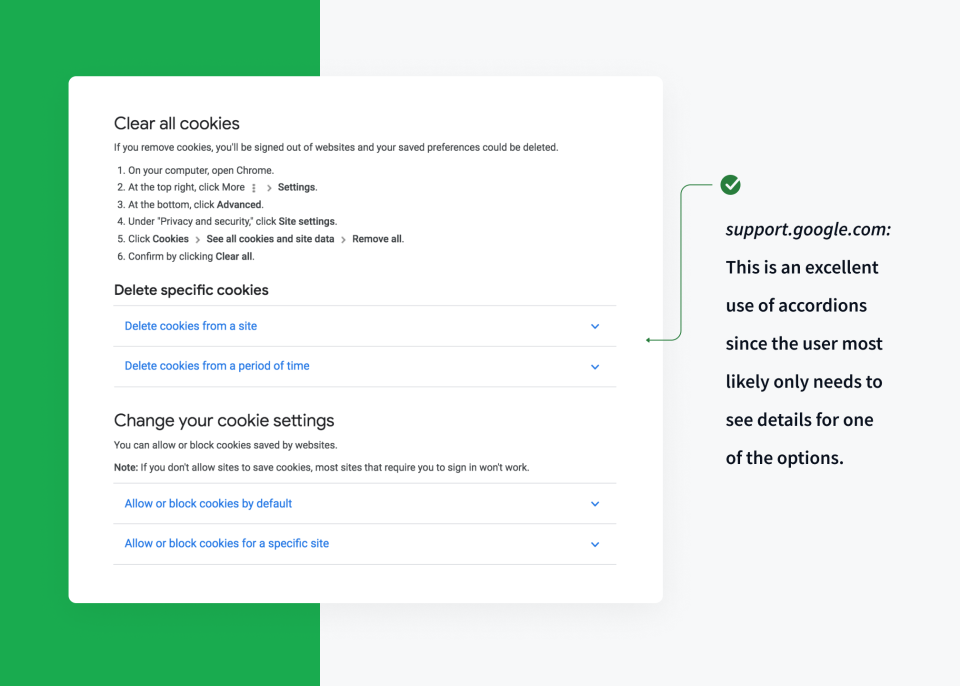 Clear all cookies
If you remove cookies, you'll be signed out of websites and your saved preferences could be deleted.
1. On your computer, open Chrome.
2. At the top right, click More ⋮ > Settings.
3. At the bottom, click Advanced.
4. Under "Privacy and security," click Site settings.
5. Click Cookies > See all cookies and site data > Remove all.
6. Confirm by clicking Clear all.
Delete specific cookies
Delete cookies from a site
Delete cookies from a period of time
Change your cookie settings
You can allow or block cookies saved by websites.
Note: If you don't allow sites to save cookies, most sites that require you to sign in won't work.
Allow or block cookies by default
Allow or block cookies for a specific site
support.google.com:
This is an excellent
use of accordions
since the user most
likely only needs to
see details for one
of the options.